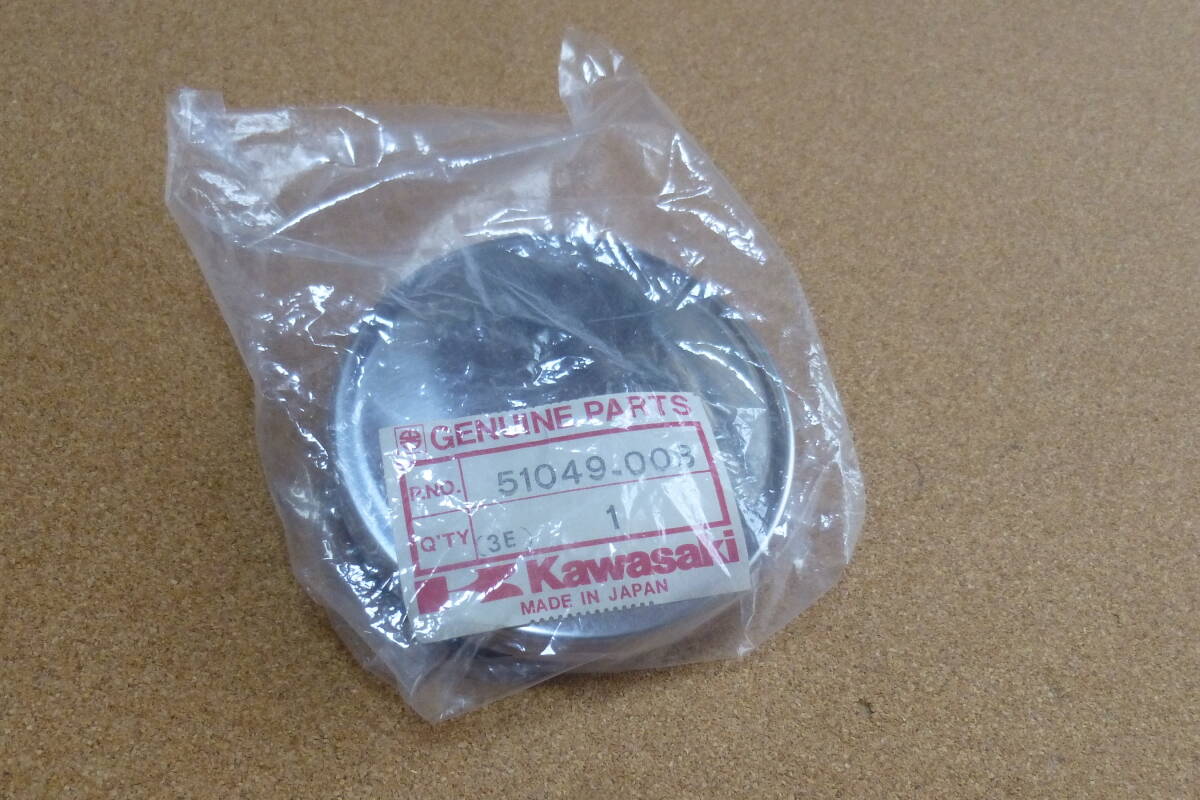 GENUINE PARTS
P.NO. 51049-008
Q'TY (3E) 1
Kawasaki
MADE IN JAPAN